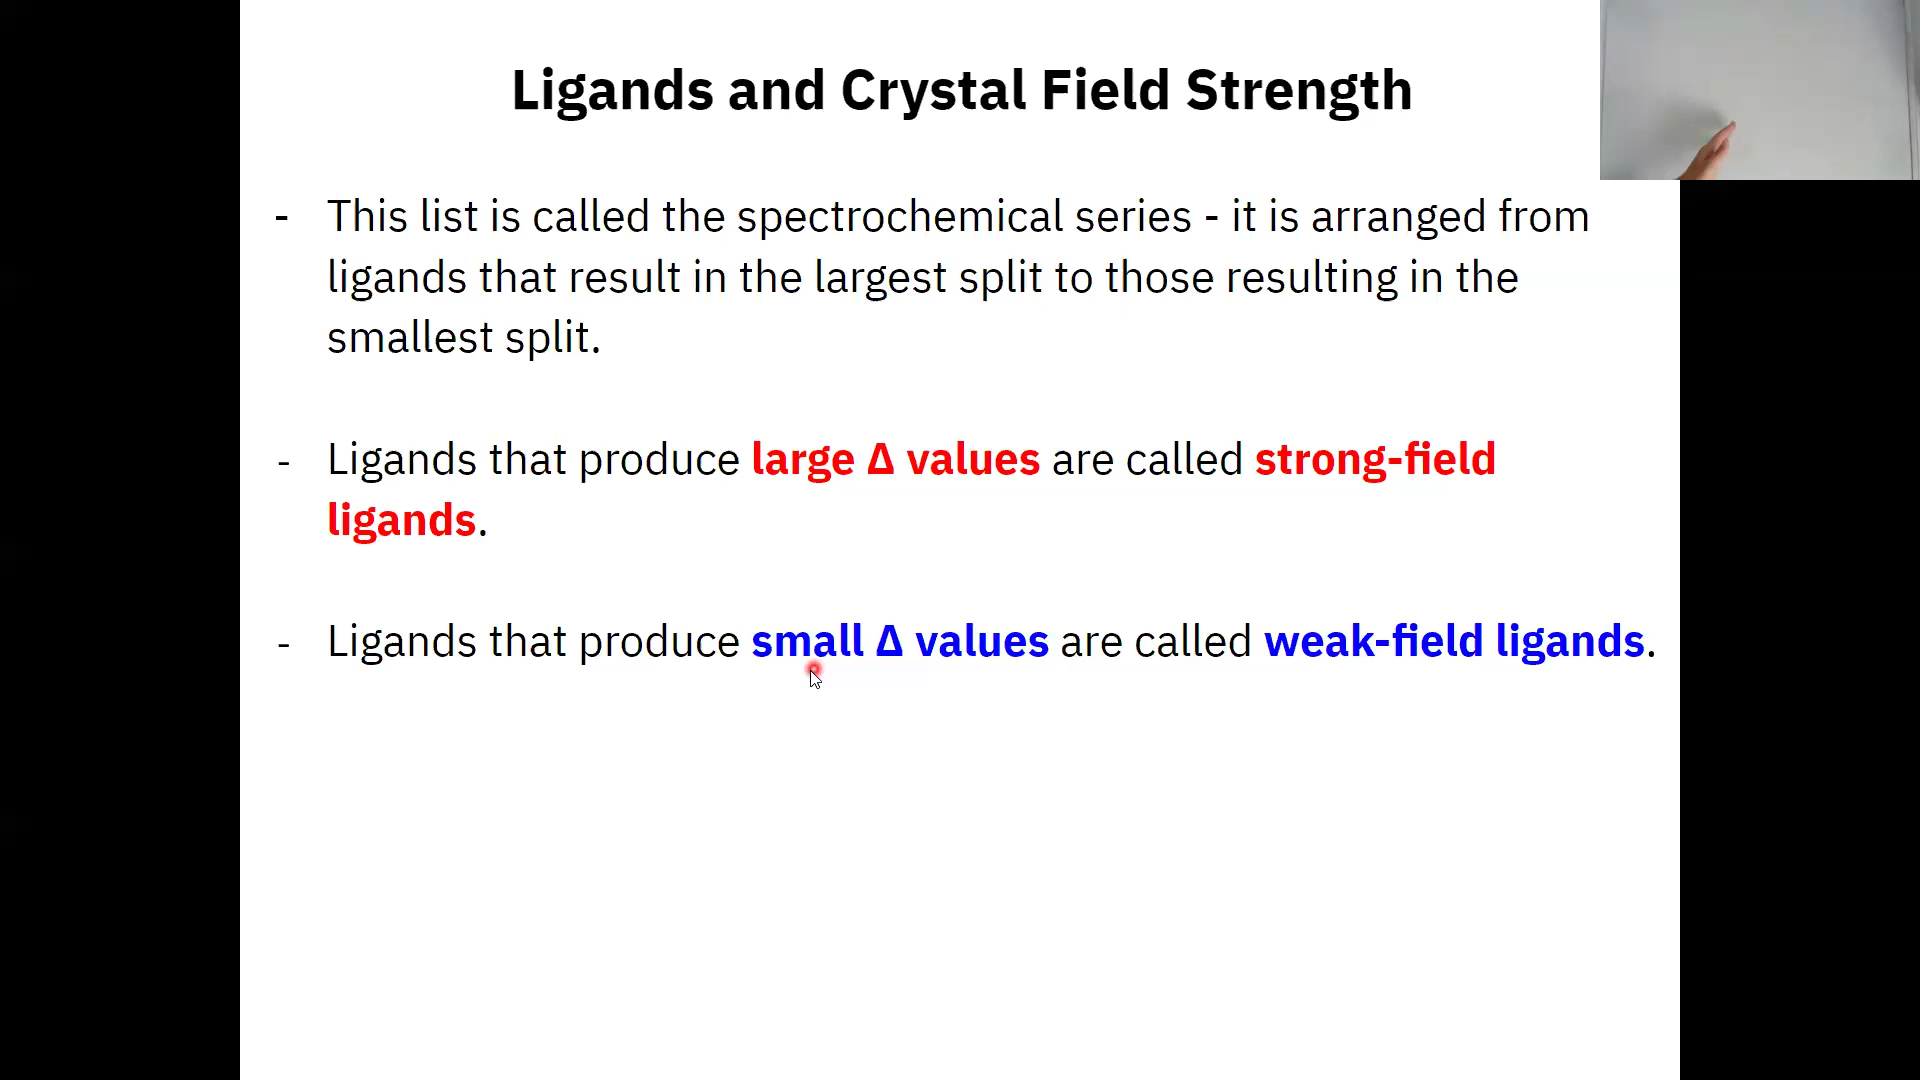 Ligands and Crystal Field Strength
- This list is called the spectrochemical series - it is arranged from
ligands that result in the largest split to those resulting in the
smallest split.
- Ligands that produce large Δ values are called strong-field
ligands.
- Ligands that produce small Δ values are called weak-field ligands.